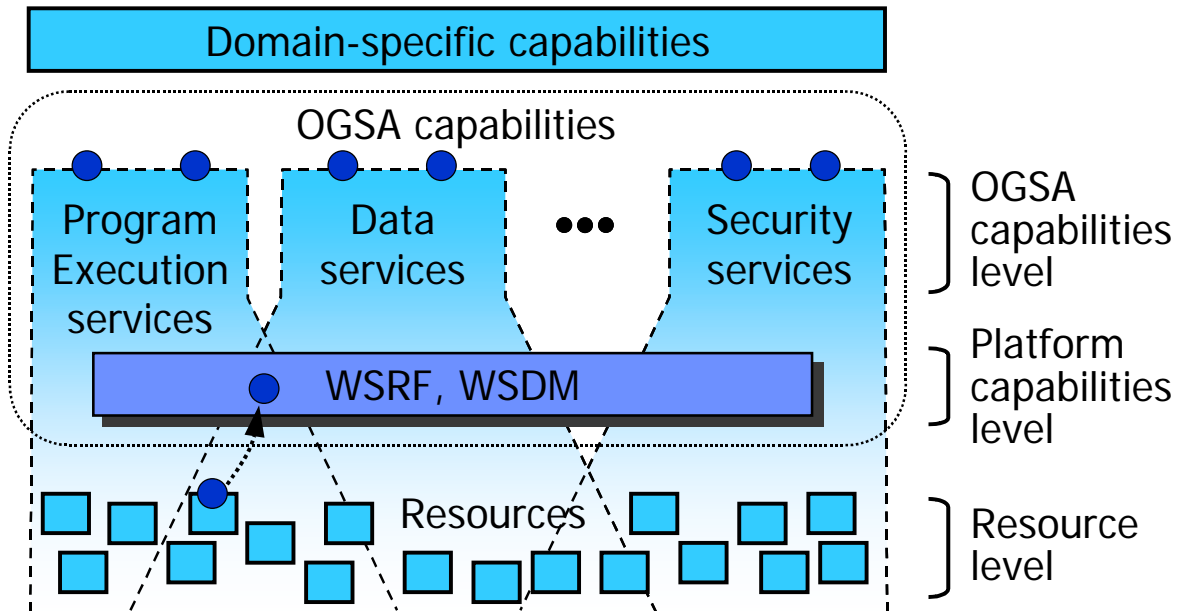 Domain-specific capabilities
OGSA capabilities
Program
Execution
services
Data
services
•••
Security
services
OGSA
capabilities
level
WSRF, WSDM
Platform
capabilities
level
Resources
Resource
level